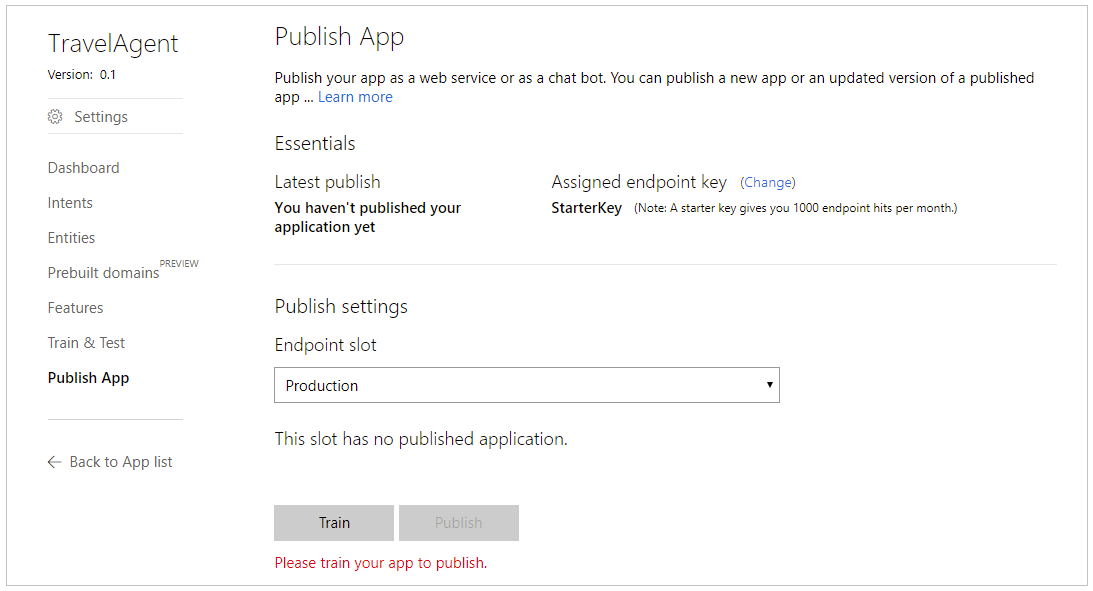 TravelAgent
Version: 0.1
Settings
Dashboard
Intents
Entities
Prebuilt domains PREVIEW
Features
Train & Test
Publish App
Back to App list
Publish App
Publish your app as a web service or as a chat bot. You can publish a new app or an updated version of a published
app ... Learn more
Essentials
Latest publish
You haven't published your
application yet
Assigned endpoint key (Change)
StarterKey (Note: A starter key gives you 1000 endpoint hits per month.)
Publish settings
Endpoint slot
Production
This slot has no published application.
Train Publish
Please train your app to publish.